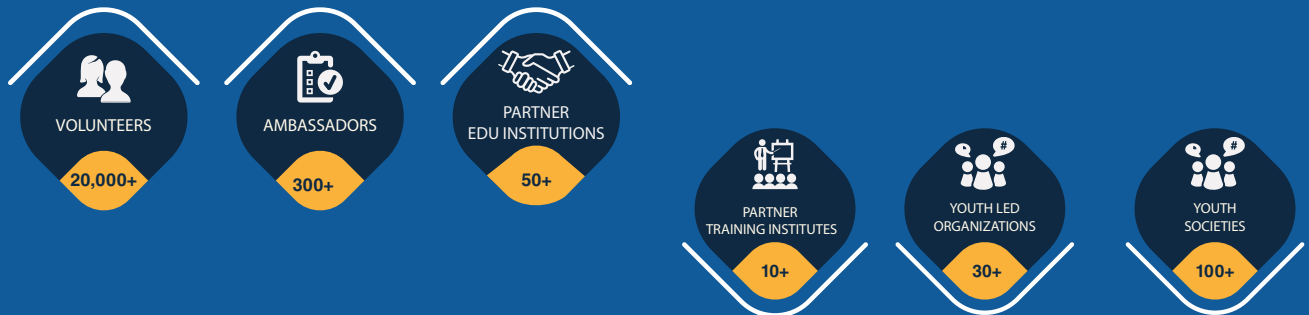 VOLUNTEERS
20,000+
AMBASSADORS
300+
PARTNER
EDU INSTITUTIONS
50+
PARTNER
TRAINING INSTITUTES
10+
#
YOUTH LED
ORGANIZATIONS
30+
#
YOUTH
SOCIETIES
100+